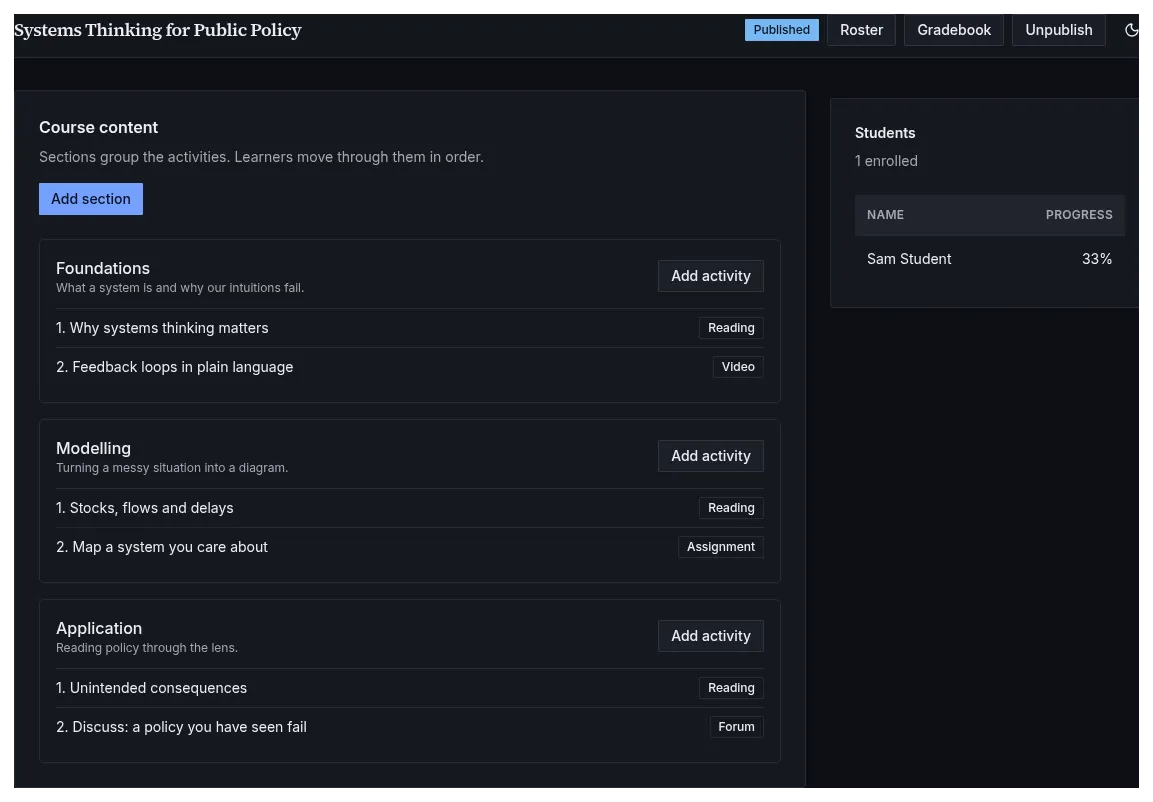 Systems Thinking for Public Policy
Published
Roster
Gradebook
Unpublish
Course content
Sections group the activities. Learners move through them in order.
Add section
Foundations
What a system is and why our intuitions fail.
Add activity
1. Why systems thinking matters
Reading
2. Feedback loops in plain language
Video
Modelling
Turning a messy situation into a diagram.
Add activity
1. Stocks, flows and delays
Reading
2. Map a system you care about
Assignment
Application
Reading policy through the lens.
Add activity
1. Unintended consequences
Reading
2. Discuss: a policy you have seen fail
Forum
Students
1 enrolled
NAME PROGRESS
Sam Student 33%